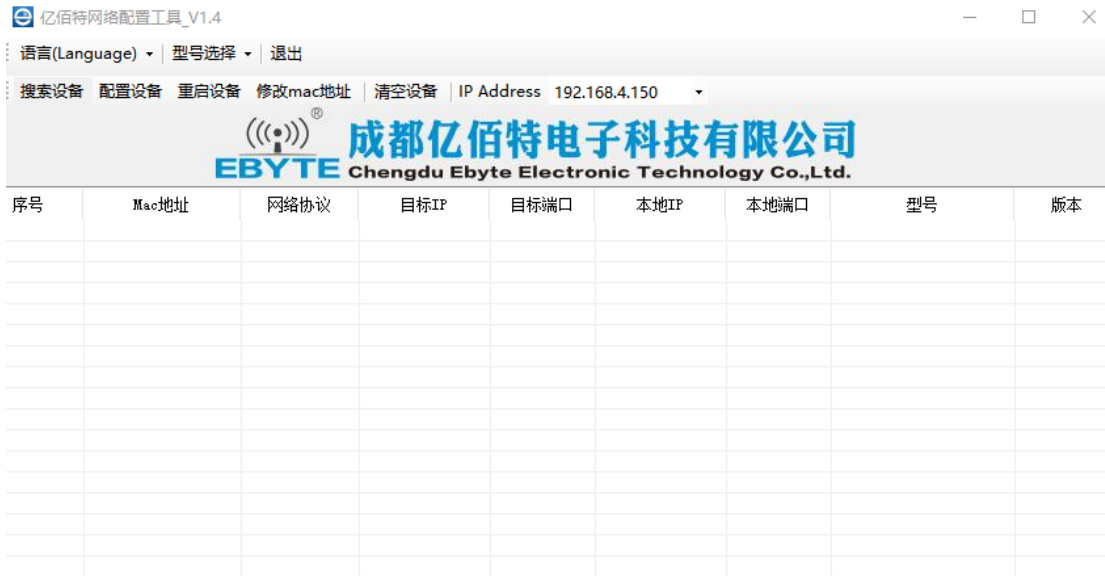 亿佰特网络配置工具_V1.4
语言(Language) 型号选择 退出
搜索设备 配置设备 重启设备 修改mac地址 清空设备 IP Address 192.168.4.150
®
成都亿佰特电子科技有限公司
EBYTE Chengdu Ebyte Electronic Technology Co.,Ltd.
序号 Mac地址 网络协议 目标IP 目标端口 本地IP 本地端口 型号 版本